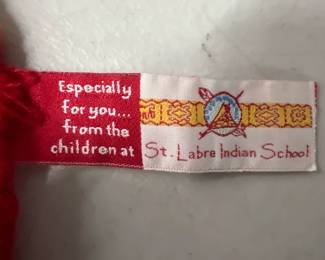 Especially
for you...
from the
children at
St. Labre Indian School